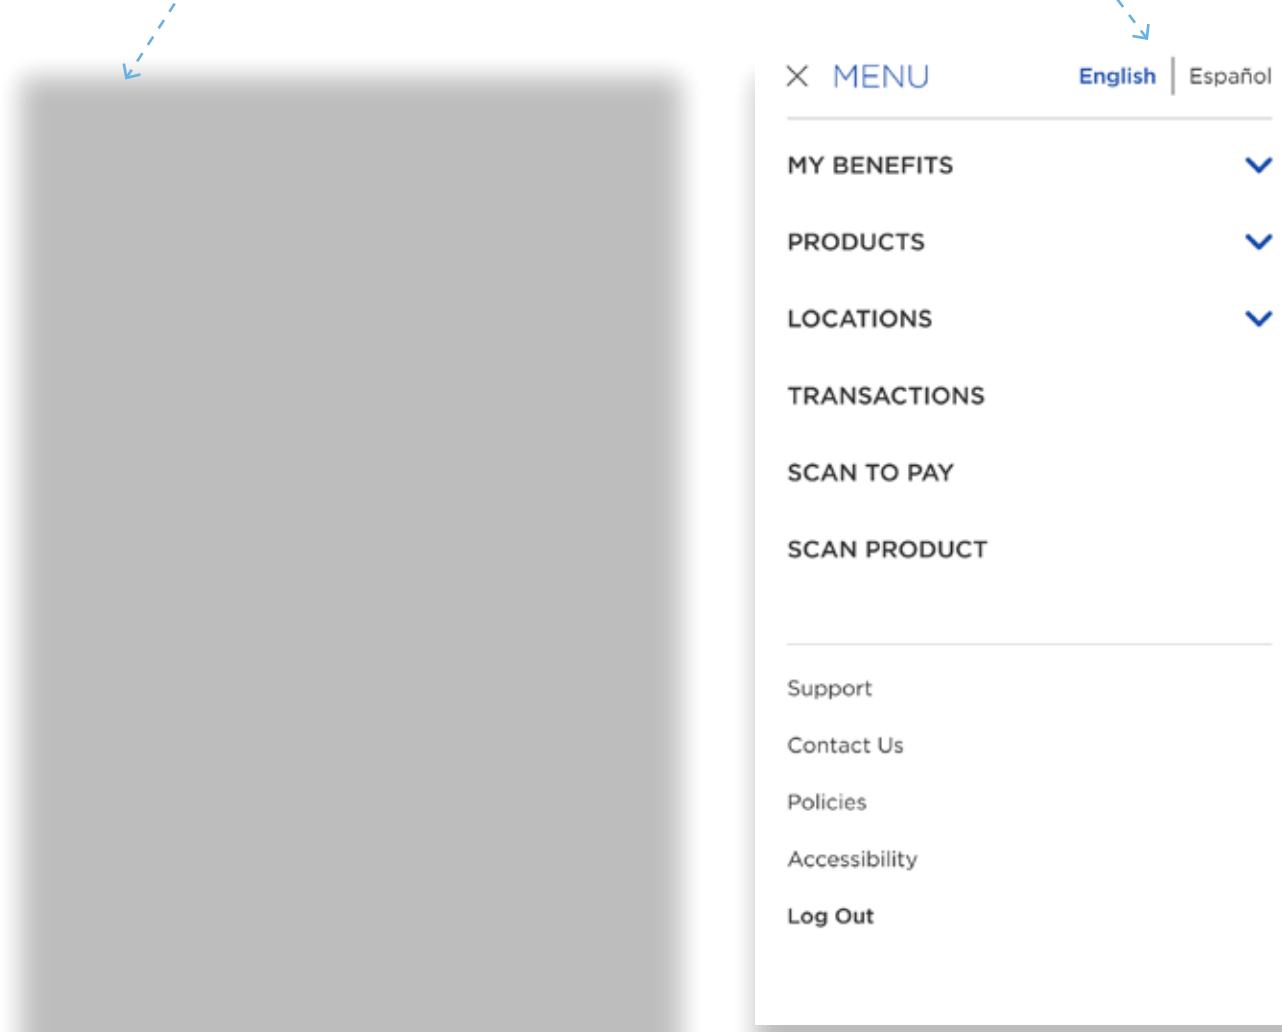 MENU English Español
MY BENEFITS
PRODUCTS
LOCATIONS
TRANSACTIONS
SCAN TO PAY
SCAN PRODUCT
Support
Contact Us
Policies
Accessibility
Log Out